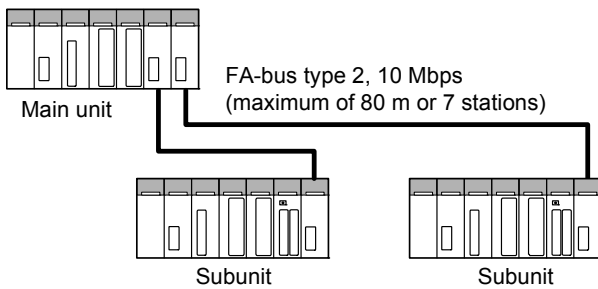 FA-bus type 2, 10 Mbps
(maximum of 80 m or 7 stations)
Main unit
Subunit
Subunit